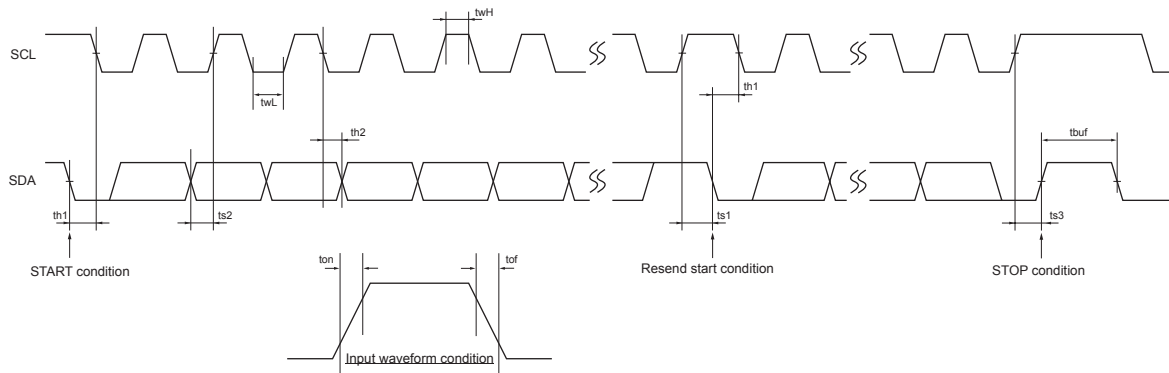 twH
SCL
th1
twL
th2
tbuf
SDA
th1
ts2
ts1
ts3
START condition
ton
tof
Resend start condition
STOP condition
Input waveform condition